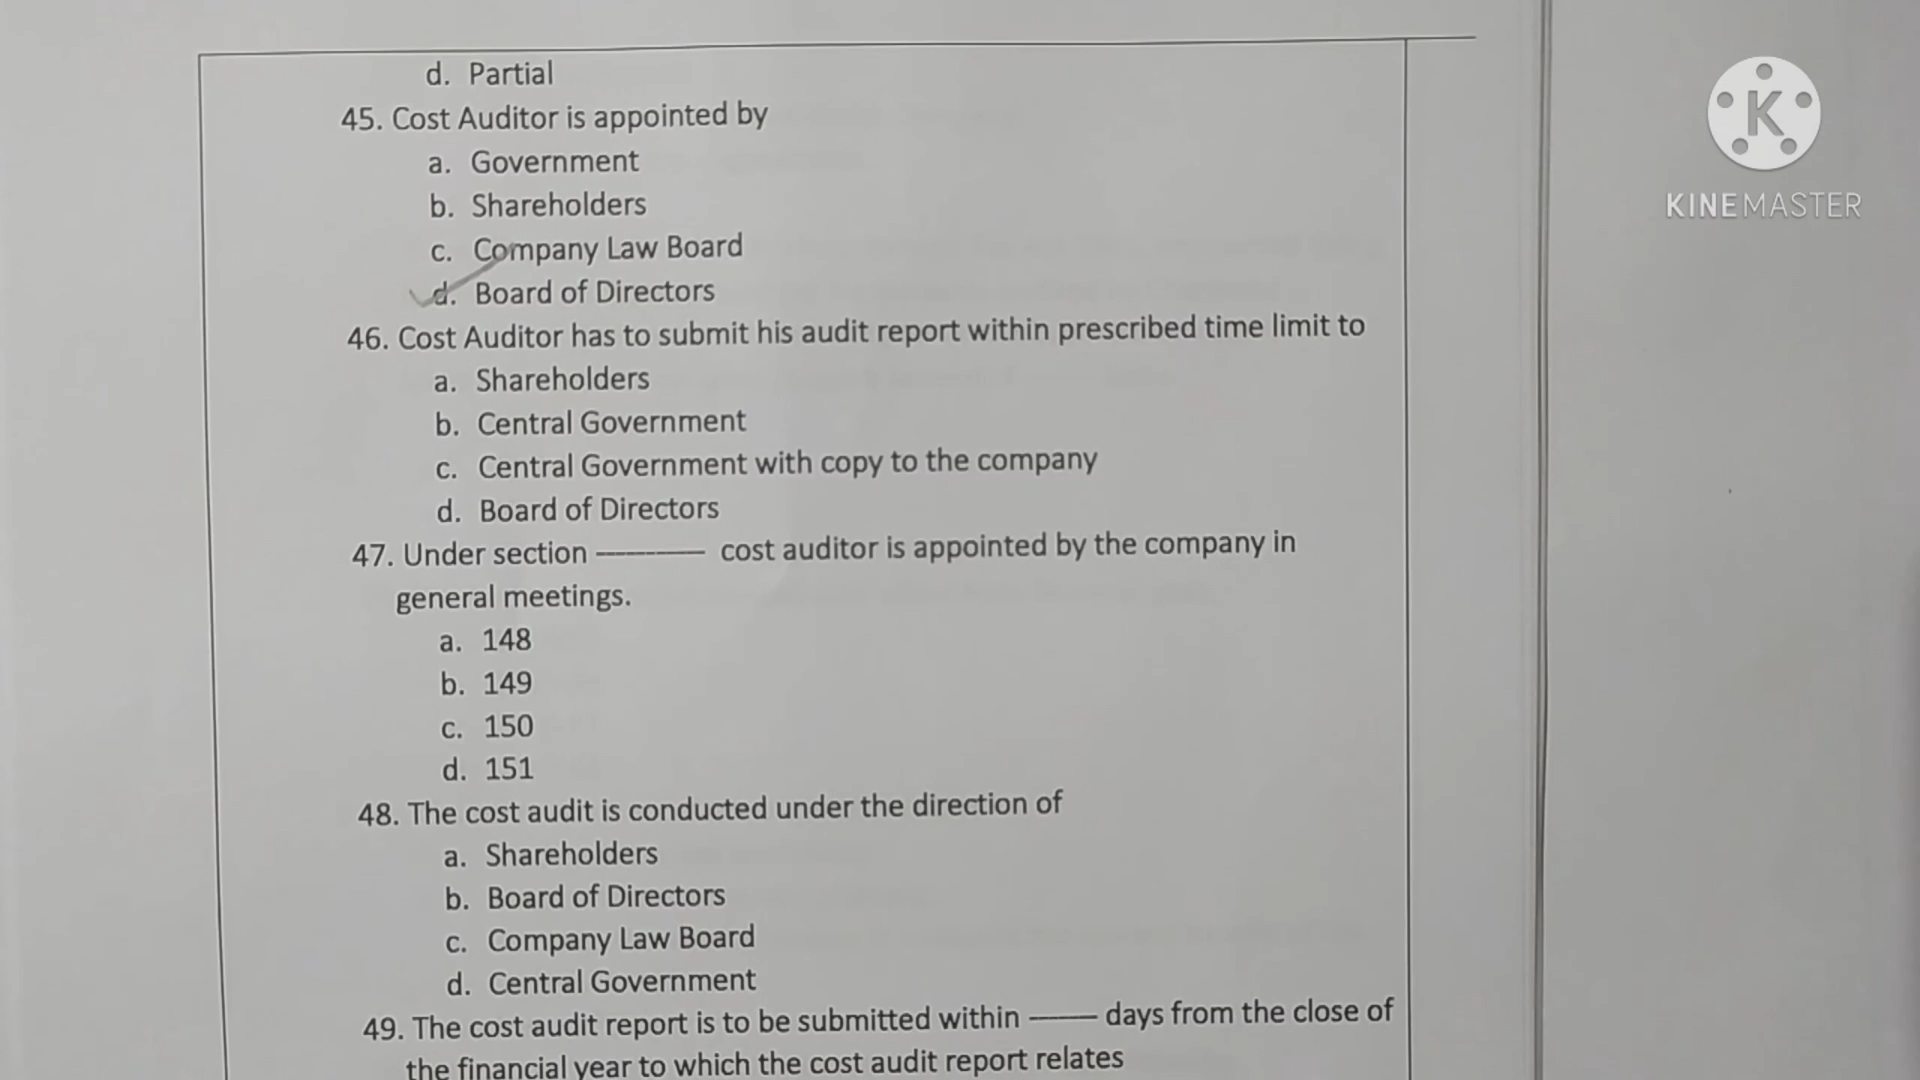 d. Partial
45. Cost Auditor is appointed by
a. Government
b. Shareholders
c. Company Law Board
d. Board of Directors
46. Cost Auditor has to submit his audit report within prescribed time limit to
a. Shareholders
b. Central Government
c. Central Government with copy to the company
d. Board of Directors
47. Under section ———— cost auditor is appointed by the company in
general meetings.
a. 148
b. 149
c. 150
d. 151
48. The cost audit is conducted under the direction of
a. Shareholders
b. Board of Directors
c. Company Law Board
d. Central Government
49. The cost audit report is to be submitted within ——— days from the close of
the financial year to which the cost audit report relates
K
KINEMASTER